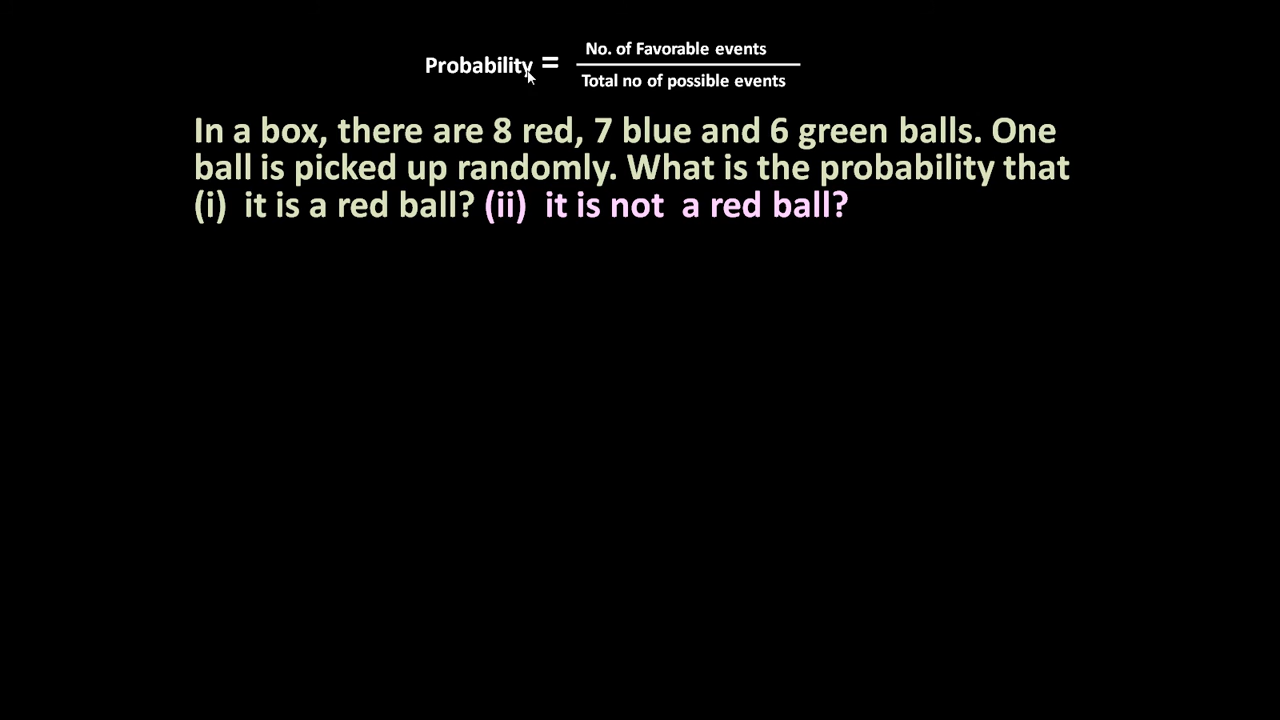 Probability = No. of Favorable events
Total no of possible events
In a box, there are 8 red, 7 blue and 6 green balls. One
ball is picked up randomly. What is the probability that
(i) it is a red ball? (ii) it is not a red ball?